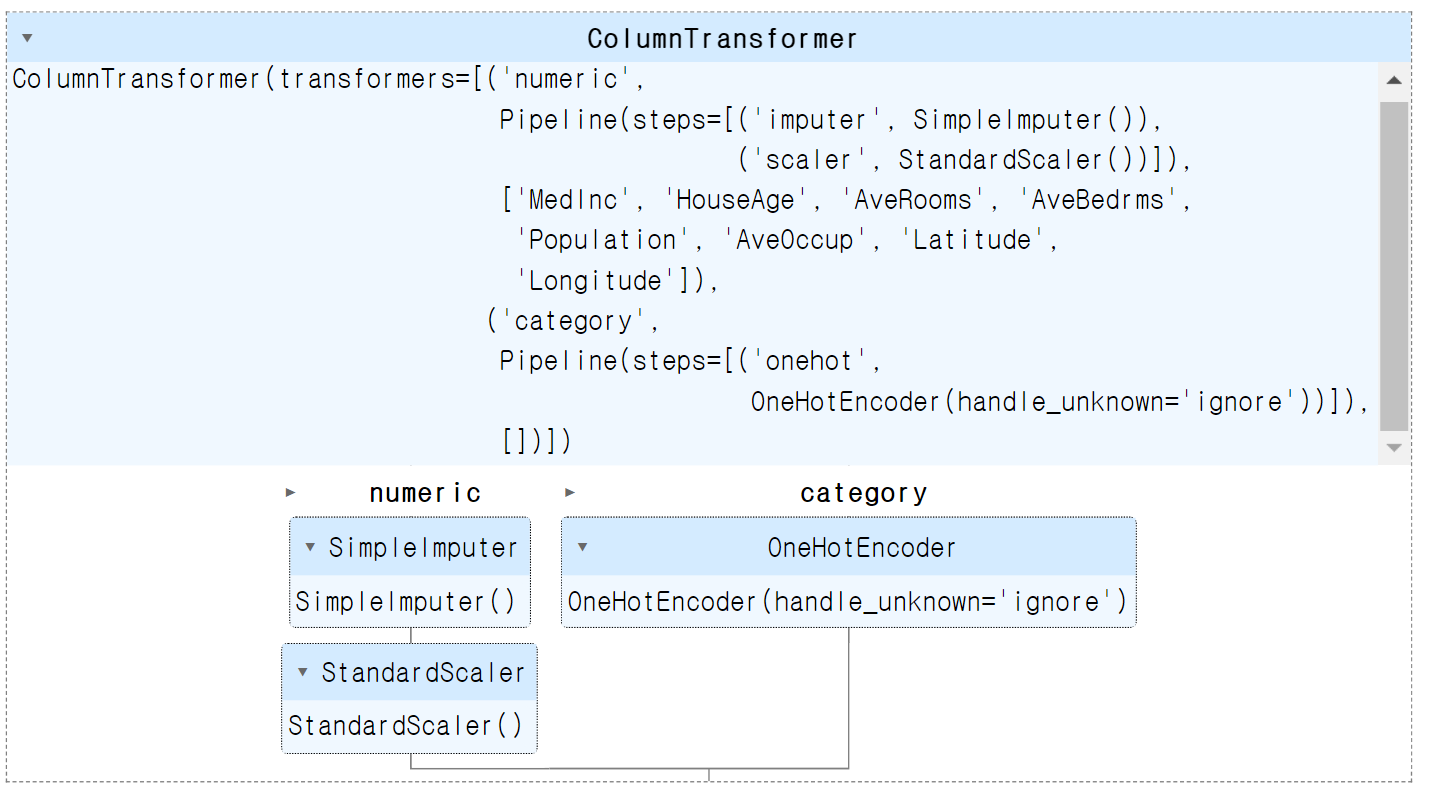 ColumnTransformer
ColumnTransformer(transformers=[('numeric',
Pipeline(steps=[('imputer', SimpleImputer()),
('scaler', StandardScaler())]),
['MedInc', 'HouseAge', 'AveRooms', 'AveBedrms',
'Population', 'AveOccup', 'Latitude',
'Longitude']),
('category',
Pipeline(steps=[('onehot',
OneHotEncoder(handle_unknown='ignore'))]),
[])])
numeric
category
SimpleImputer
OneHotEncoder
SimpleImputer()
OneHotEncoder(handle_unknown='ignore')
StandardScaler
StandardScaler()